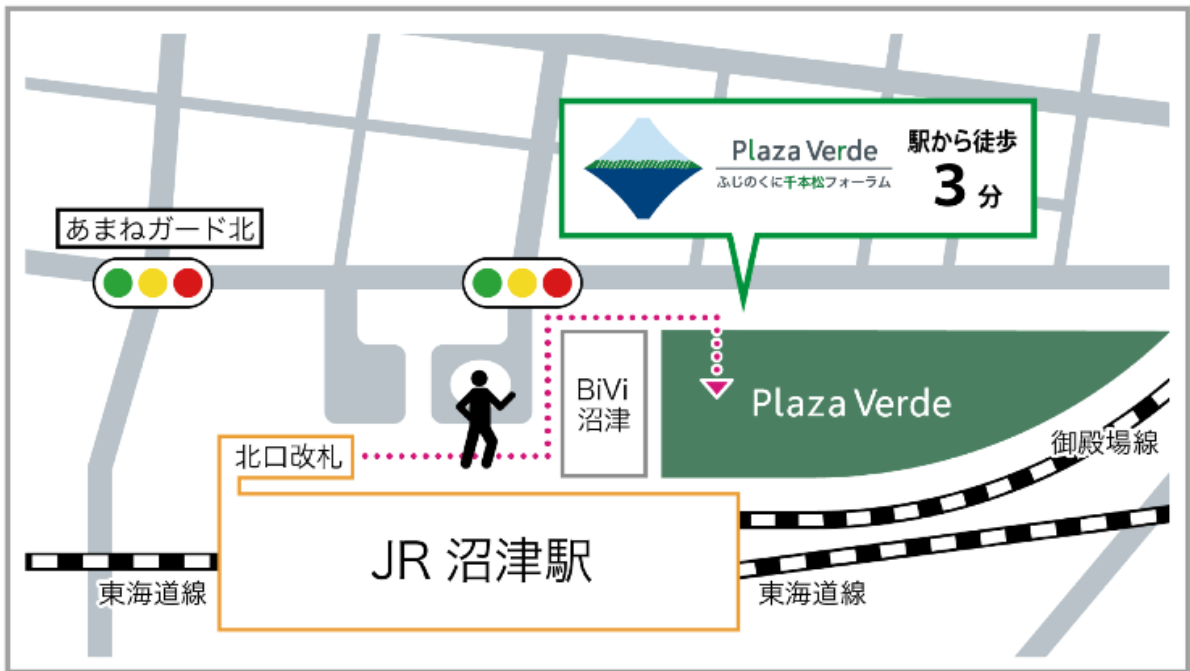 Plaza Verde
ふじのくに千本松フォーラム
駅から徒歩
3分
あまねガード北
BiVi
沼津
Plaza Verde
御殿場線
北口改札
JR 沼津駅
東海道線
東海道線